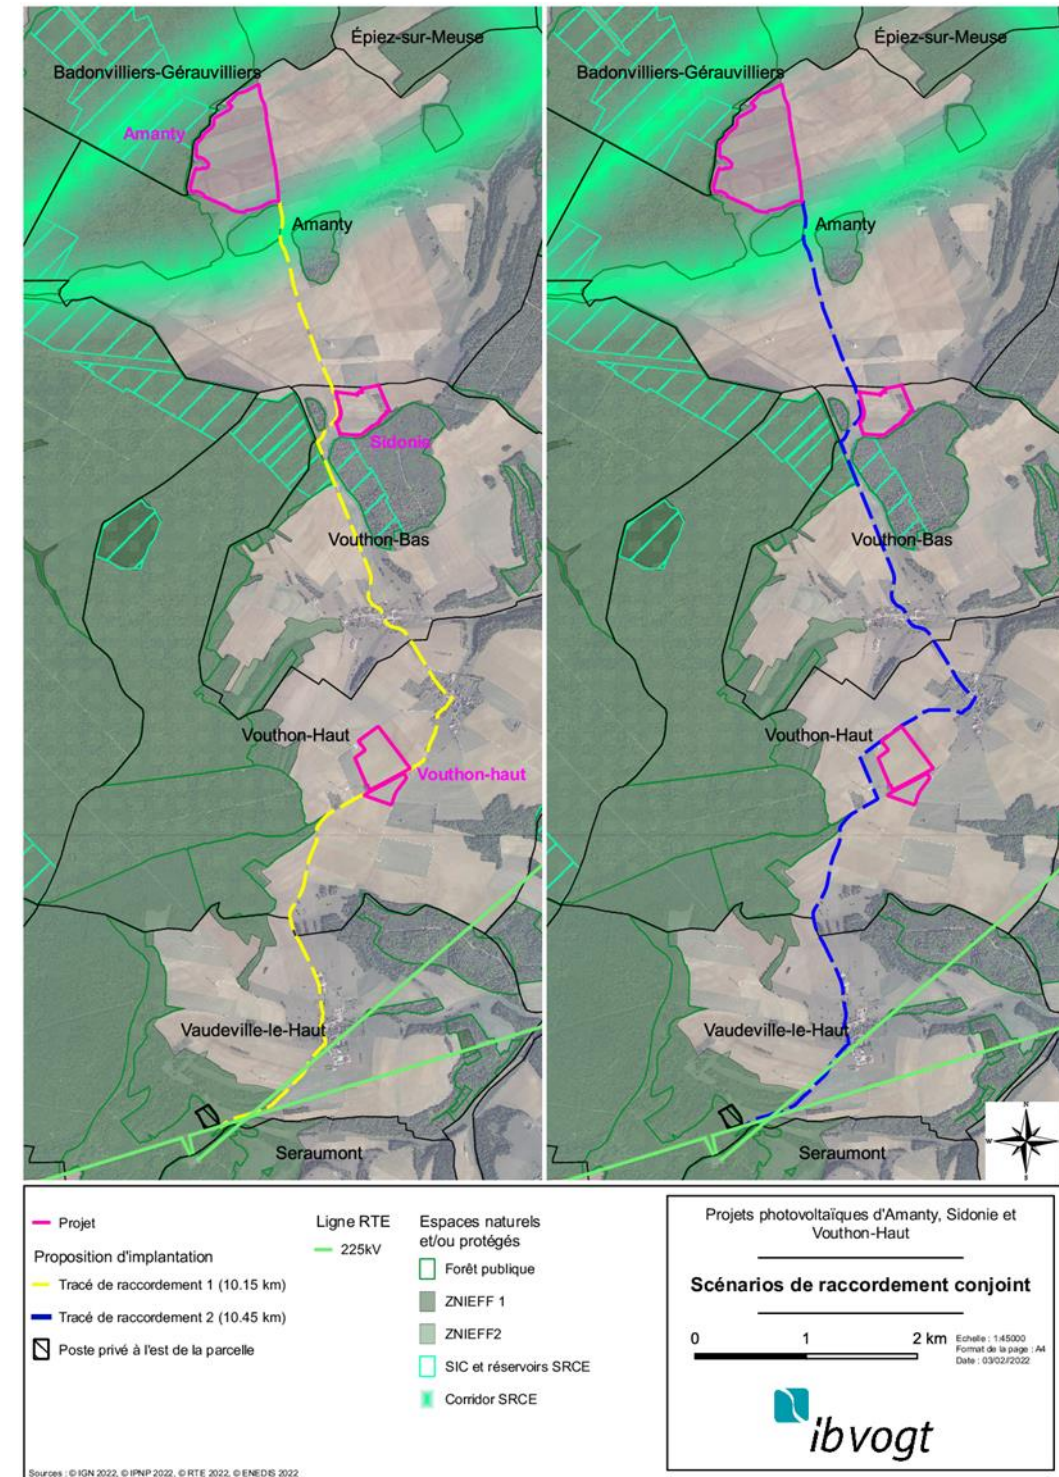 Épiez-sur-Meuse
Badonvilliers-Gérauvilliers
Amanty
Amanty
Sidonie
Vouthon-Bas
Vouthon-Haut
Vouthon-haut
Vaudeville-le-Haut
Seraumont
Épiez-sur-Meuse
Badonvilliers-Gérauvilliers
Amanty
Vouthon-Bas
Vouthon-Haut
Vaudeville-le-Haut
N
W
E
S
Projet
Proposition d'implantation
Tracé de raccordement 1 (10.15 km)
Tracé de raccordement 2 (10.45 km)
Poste privé à l'est de la parcelle
Ligne RTE
225kV
Espaces naturels
et/ou protégés
Forêt publique
ZNIEFF 1
ZNIEFF2
SIC et réservoirs SRCE
Corridor SRCE
Projets photovoltaïques d'Amanty, Sidonie et
Vouthon-Haut
Scénarios de raccordement conjoint
0 1 2 km
Echelle : 1:45000
Format de la page : A4
Date : 03/02/2022
ibvogt
Sources : © IGN 2022, © IPNP 2022, © RTE 2022, © ENEDIS 2022